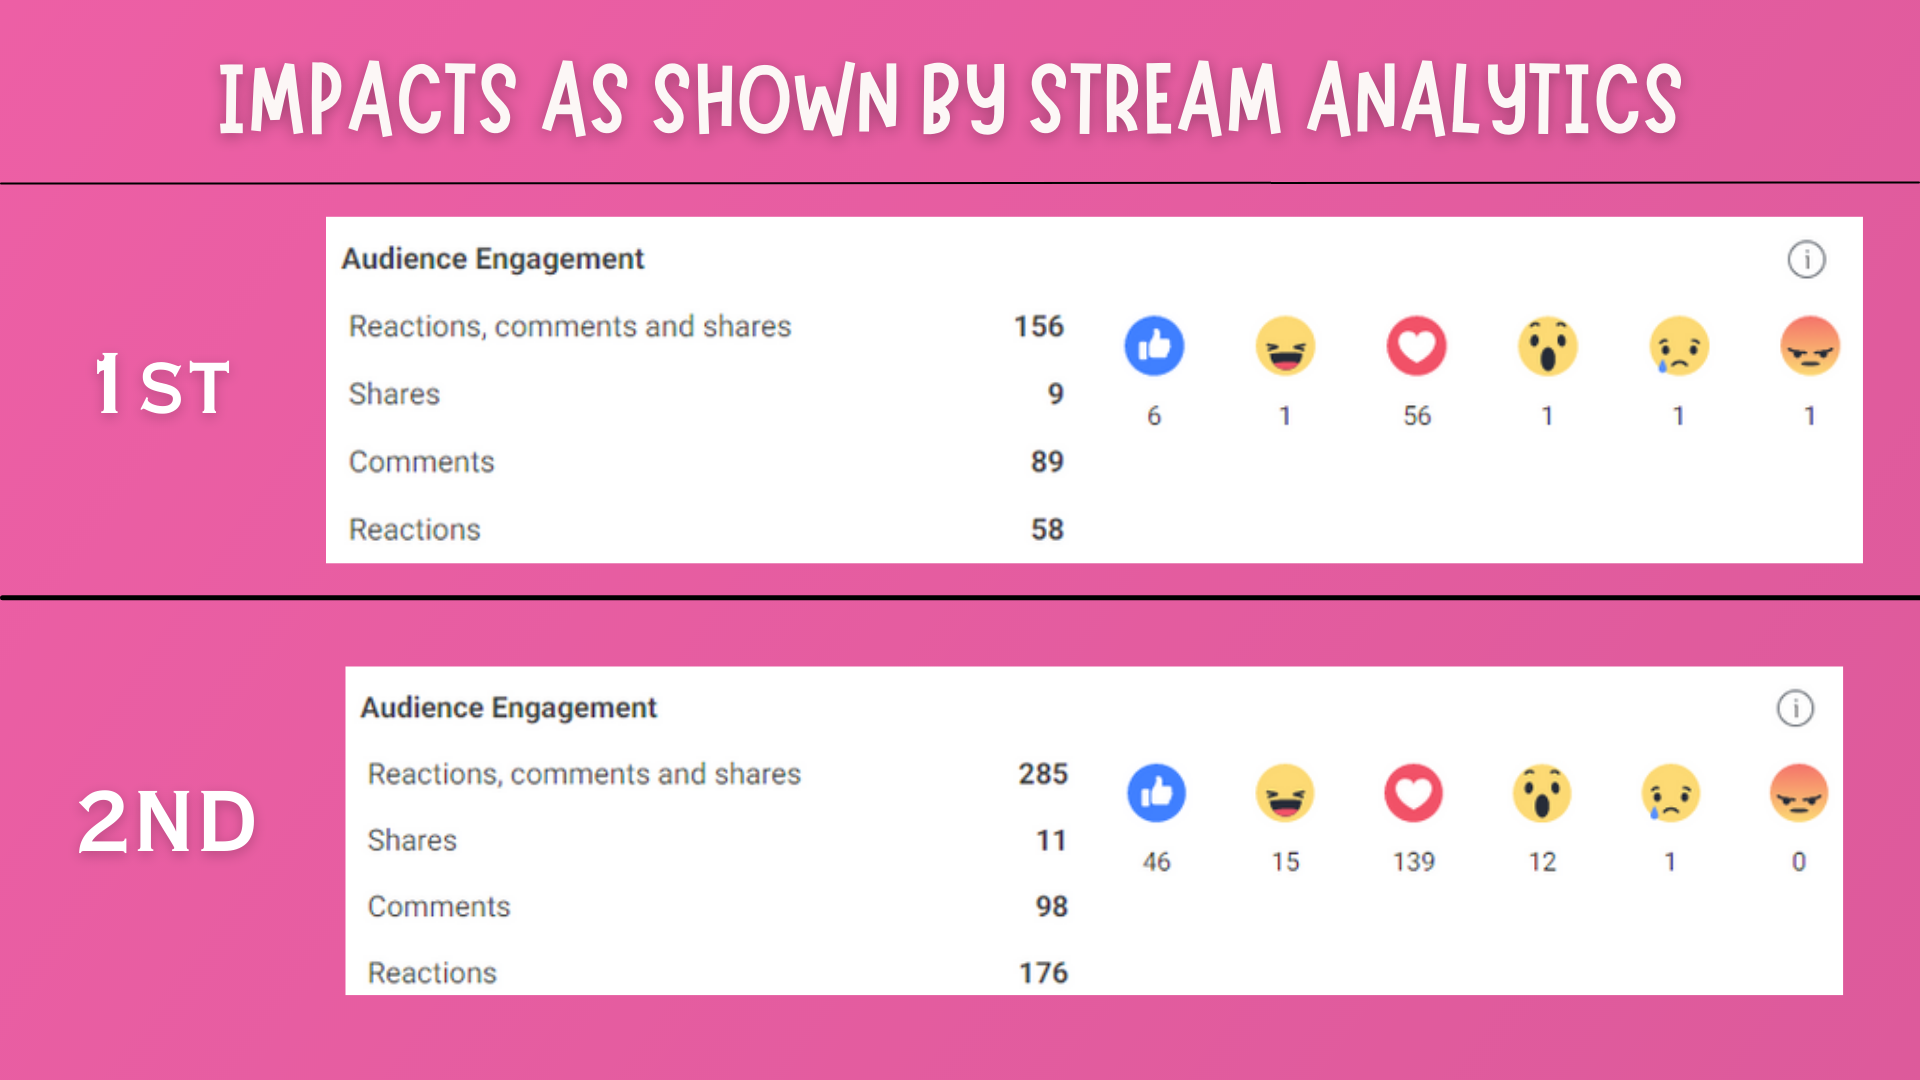 IMPACTS AS SHOWN BY STREAM ANALYTICS
1ST
Audience Engagement
Reactions, comments and shares 156
Shares 9
6 1 56 1 1 1
Comments 89
Reactions 58
2ND
Audience Engagement
Reactions, comments and shares 285
Shares 11
46 15 139 12 1 0
Comments 98
Reactions 176